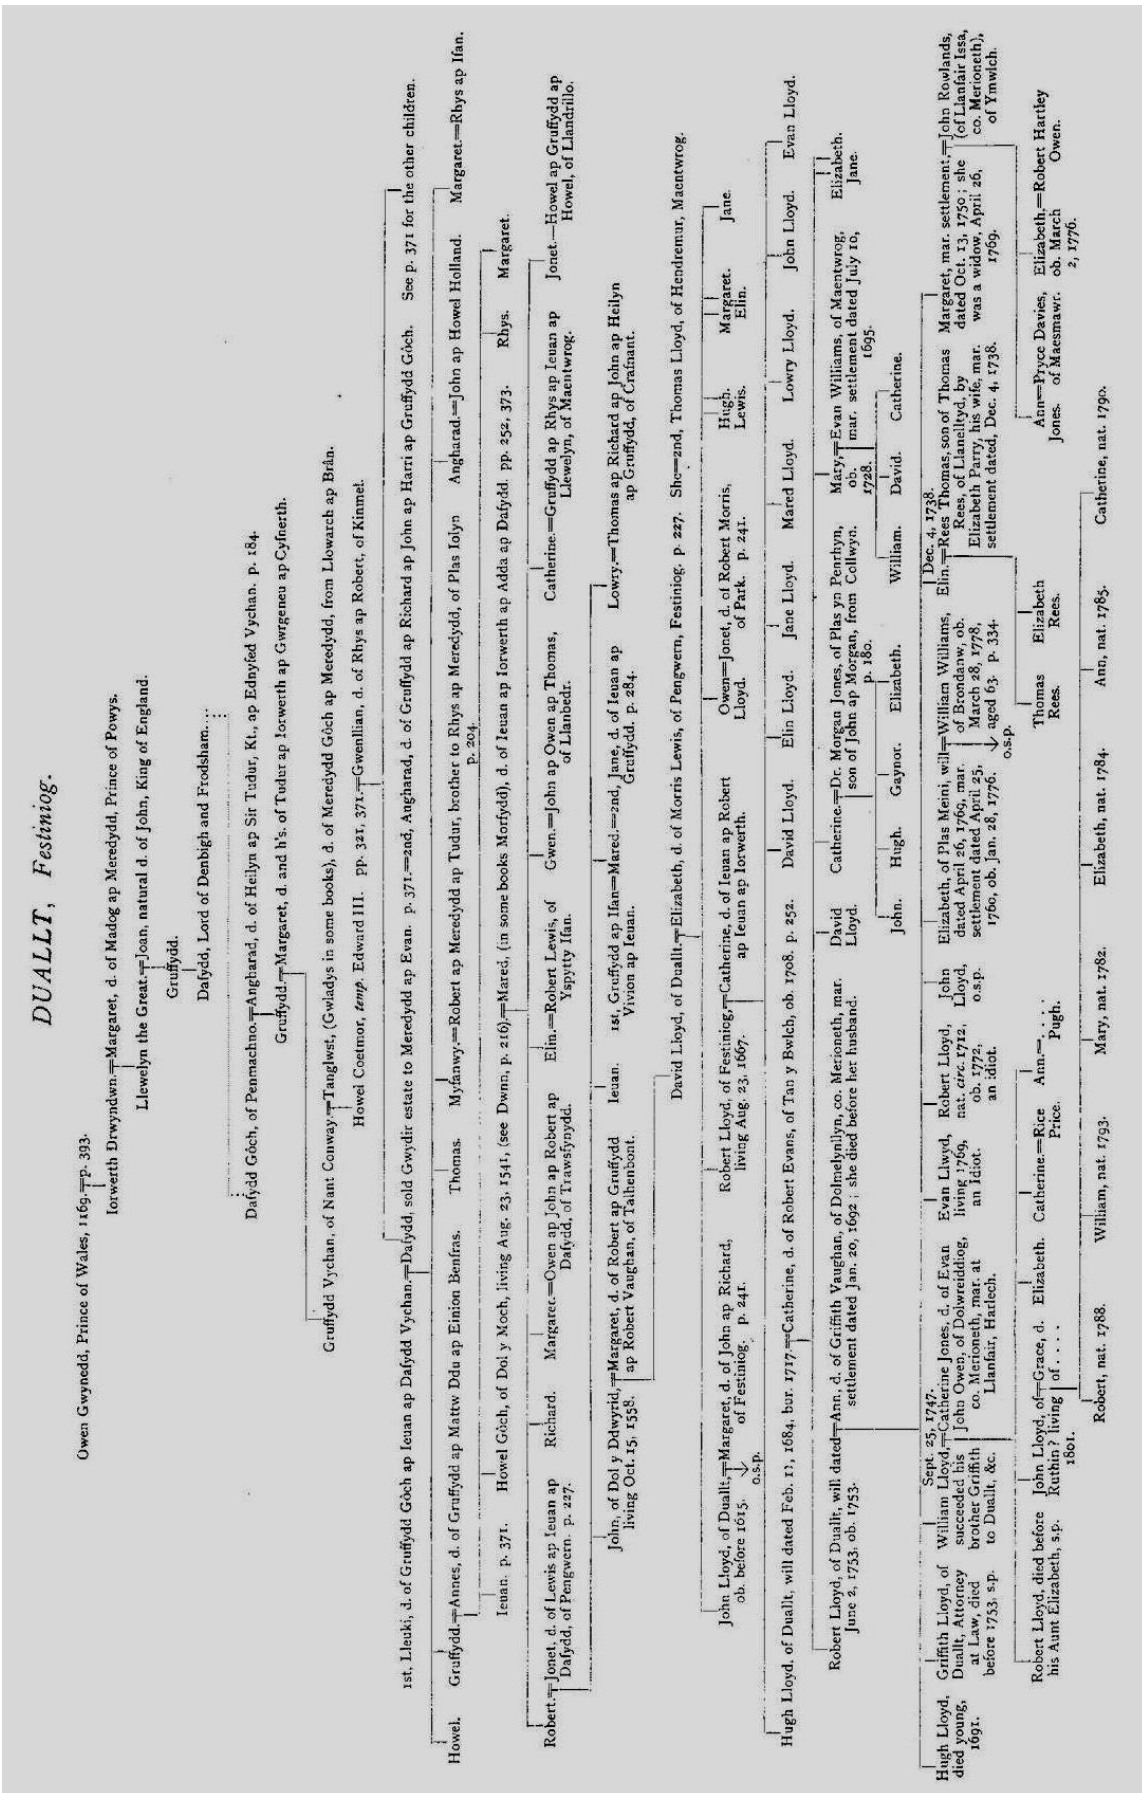 DUALLT, Festiniog.
Owen Gwynedd, Prince of Wales, 1169.=p. 393.
Iorwerth Drwyndwn.=Margaret, d. of Madog ap Meredydd, Prince of Powys.
Llewelyn the Great.=Joan, natural d. of John, King of England.
Gruffydd.
Dafydd, Lord of Denbigh and Frodsham....
Dafydd Gôch, of Penmachno.=Angharad, d. of Heilyn ap Sir Tudur, Kt., ap Ednyfed Vychan. p. 184.
Gruffydd.=Margaret, d. and h's. of Tudur ap Iorwerth ap Gwrgeneu ap Cyfnerth.
Gruffydd Vychan, of Nant Conway.=Tanglwst, (Gwladys in some books), d. of Meredydd Gôch ap Meredydd, from Llowarch ap Brân.
Howel Coetmor, temp. Edward III. pp. 321, 371.=Gwenllian, d. of Rhys ap Robert, of Kinmel.
1st, Lleuki, d. of Gruffydd Gôch ap Ieuan ap Dafydd Vychan.=Dafydd, sold Gwydir estate to Meredydd ap Evan. p. 371.=2nd, Angharad, d. of Gruffydd ap Richard ap John ap Harri ap Gruffydd Gôch. See p. 371 for the other children.
Howel. Gruffydd.=Annes, d. of Gruffydd ap Mattw Ddu ap Einion Benfras. Thomas. Myfanwy.=Robert ap Meredydd ap Tudur, brother to Rhys ap Meredydd, of Plas Iolyn Angharad.=John ap Howel Holland. Margaret.=Rhys ap Ifan.
p. 204.
Ieuan. p. 371. Howel Gôch, of Dol y Moch, living Aug. 23, 1541, (see Dwnn, p. 216).=Mared, (in some books Morfydd), d. of Ieuan ap Iorwerth ap Adda ap Dafydd. pp. 252, 373. Rhys. Margaret.
Robert.=Jonet, d. of Lewis ap Ieuan ap Richard. Margaret.=Owen ap John ap Robert ap Elin.=Robert Lewis, of Gwen.=John ap Owen ap Thomas, Catherine.=Gruffydd ap Rhys ap Ieuan ap Jonet.=Howel ap Gruffydd ap
Dafydd, of Pengwern. p. 227. Dafydd, of Trawsfynydd. Yspytty Ifan. of Llanbedr. Llewelyn, of Maentwrog. Howel, of Llandrillo.
John, of Dol y Ddwyrid,=Margaret, d. of Robert ap Gruffydd Ieuan. 1st, Gruffydd ap Ifan=Mared.=2nd, Jane, d. of Ieuan ap Lowry.=Thomas ap Richard ap John ap Heilyn
living Oct. 15, 1558. ap Robert Vaughan, of Talhenbont. Vivion ap Ieuan. Gruffydd. p. 284. ap Gruffydd, of Crafnant.
David Lloyd, of Duallt.=Elizabeth, d. of Morris Lewis, of Pengwern, Festiniog. p. 227. She=2nd, Thomas Lloyd, of Hendremur, Maentwrog.
John Lloyd, of Duallt,=Margaret, d. of John ap Richard, Robert Lloyd, of Festiniog,=Catherine, d. of Ieuan ap Robert Owen=Jonet, d. of Robert Morris, Hugh. Margaret. Jane.
ob. before 1615. of Festiniog. p. 241. living Aug. 23, 1667. ap Ieuan ap Iorwerth. Lloyd. of Park. p. 241. Lewis. Elin.
o.s.p.
Hugh Lloyd, of Duallt, will dated Feb. 11, 1684, bur. 1717.=Catherine, d. of Robert Evans, of Tan y Bwlch, ob. 1708. p. 252. David Lloyd. Elin Lloyd. Jane Lloyd. Mared Lloyd. Lowry Lloyd. John Lloyd. Evan Lloyd.
Robert Lloyd, of Duallt, will dated=Ann, d. of Griffith Vaughan, of Dolmelynllyn, co. Merioneth, mar. David Catherine.=Dr. Morgan Jones, of Plas yn Penrhyn, Mary,=Evan Williams, of Maentwrog, Elizabeth.
June 2, 1753, ob. 1753. settlement dated Jan. 20, 1692; she died before her husband. Lloyd. son of John ap Morgan, from Collwyn. ob. mar. settlement dated July 10, Jane.
p. 180. 1728. 1695.
John. Hugh. Gaynor. Elizabeth. William. David. Catherine.
Sept. 25, 1747. Dec. 4, 1738.
Hugh Lloyd, Griffith Lloyd, of William Lloyd,=Catherine Jones, d. of Evan Evan Llwyd, Robert Lloyd, John Elizabeth, of Plas Meini, will=William Williams, Elin.=Rees Thomas, son of Thomas Margaret, mar. settlement,=John Rowlands,
died young, Duallt, Attorney succeeded his John Owen, of Dolwreiddiog, living 1769, nat. circ. 1712, Lloyd, dated April 26, 1769, mar. of Brondanw, ob. Rees, of Llanelltyd, by dated Oct. 13, 1750; she (of Llanfair Issa,
1691. at Law, died brother Griffith co. Merioneth, mar. at an Idiot. ob. 1772, o.s.p. settlement dated April 25, March 28, 1778, Elizabeth Parry, his wife, mar. was a widow, April 26, co. Merioneth),
before 1753. s.p. to Duallt, &c. Llanfair, Harlech. an idiot. 1760, ob. Jan. 28, 1776. aged 63. p. 334. settlement dated, Dec. 4, 1738. 1769. of Ymwich.
o.s.p.
Robert Lloyd, died before John Lloyd, of=Grace, d. Elizabeth. Catherine.=Rice Ann.=.... Thomas Elizabeth Ann=Pryce Davies, Elizabeth,=Robert Hartley
his Aunt Elizabeth, s.p. Ruthin? living of.... Price. Pugh. Rees. Rees. Jones. of Maesmawr. ob. March Owen.
1801. 2, 1776.
Robert, nat. 1788. William, nat. 1793. Mary, nat. 1782. Elizabeth, nat. 1784. Ann, nat. 1785. Catherine, nat. 1790.